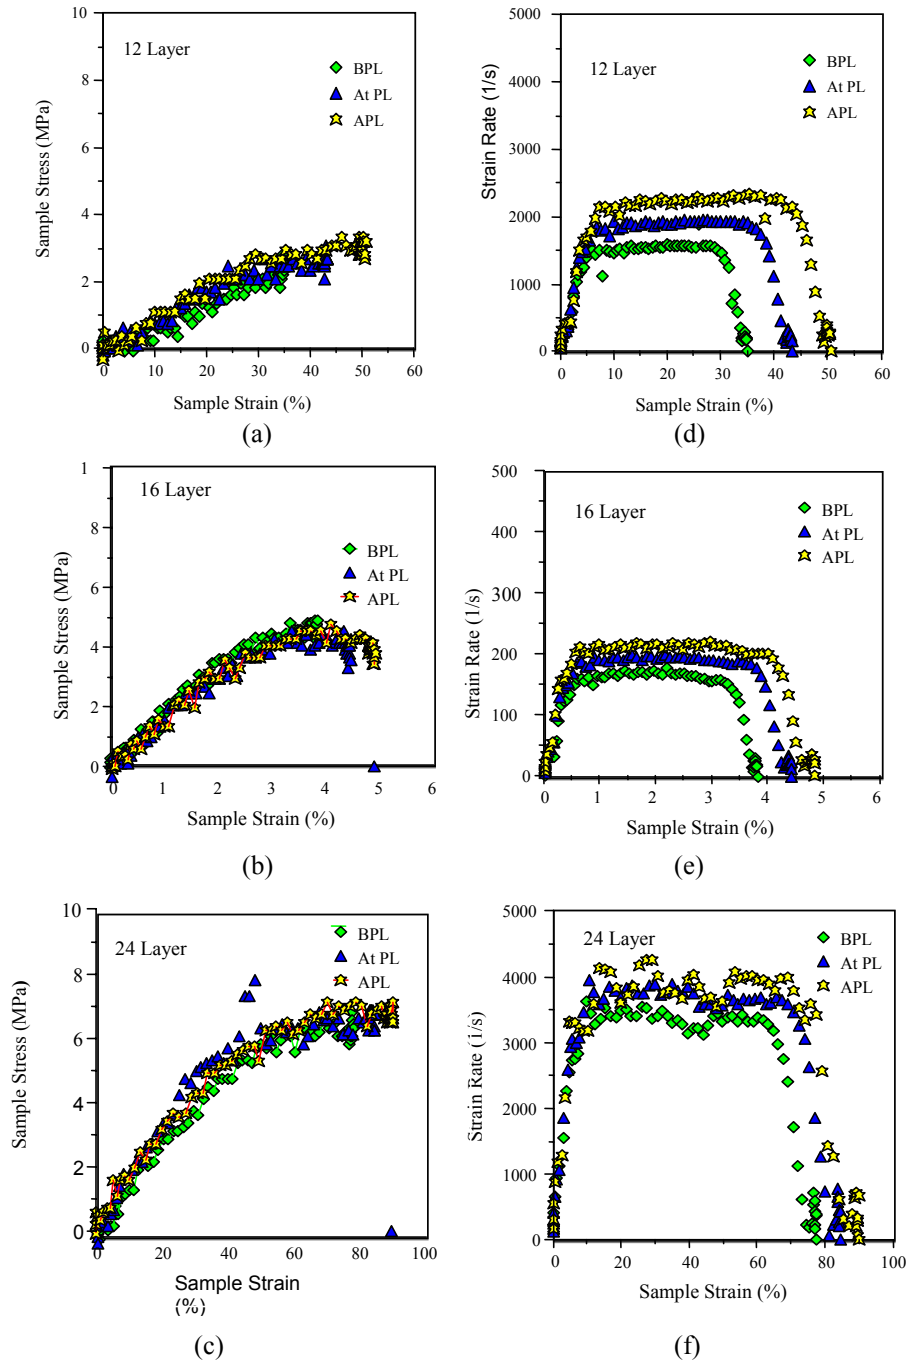 10
8
6
4
2
0
0
10
20
30
40
50
60
12 Layer
BPL
At PL
APL
Sample Stress (MPa)
Sample Strain (%)
(a)
5000
4000
3000
2000
1000
0
0
10
20
30
40
50
60
12 Layer
BPL
At PL
APL
Strain Rate (1/s)
Sample Strain (%)
(d)
1
8
6
4
2
0
0
1
2
3
4
5
6
16 Layer
BPL
At PL
APL
Sample Stress (MPa)
Sample Strain (%)
(b)
500
400
300
200
100
0
0
1
2
3
4
5
6
16 Layer
BPL
At PL
APL
Strain Rate (1/s)
Sample Strain (%)
(e)
10
8
6
4
2
0
0
20
40
60
80
100
24 Layer
BPL
At PL
APL
Sample Stress (MPa)
Sample Strain
(%)
(c)
5000
4000
3000
2000
1000
0
0
20
40
60
80
100
24 Layer
BPL
At PL
APL
Strain Rate (1/s)
Sample Strain (%)
(f)